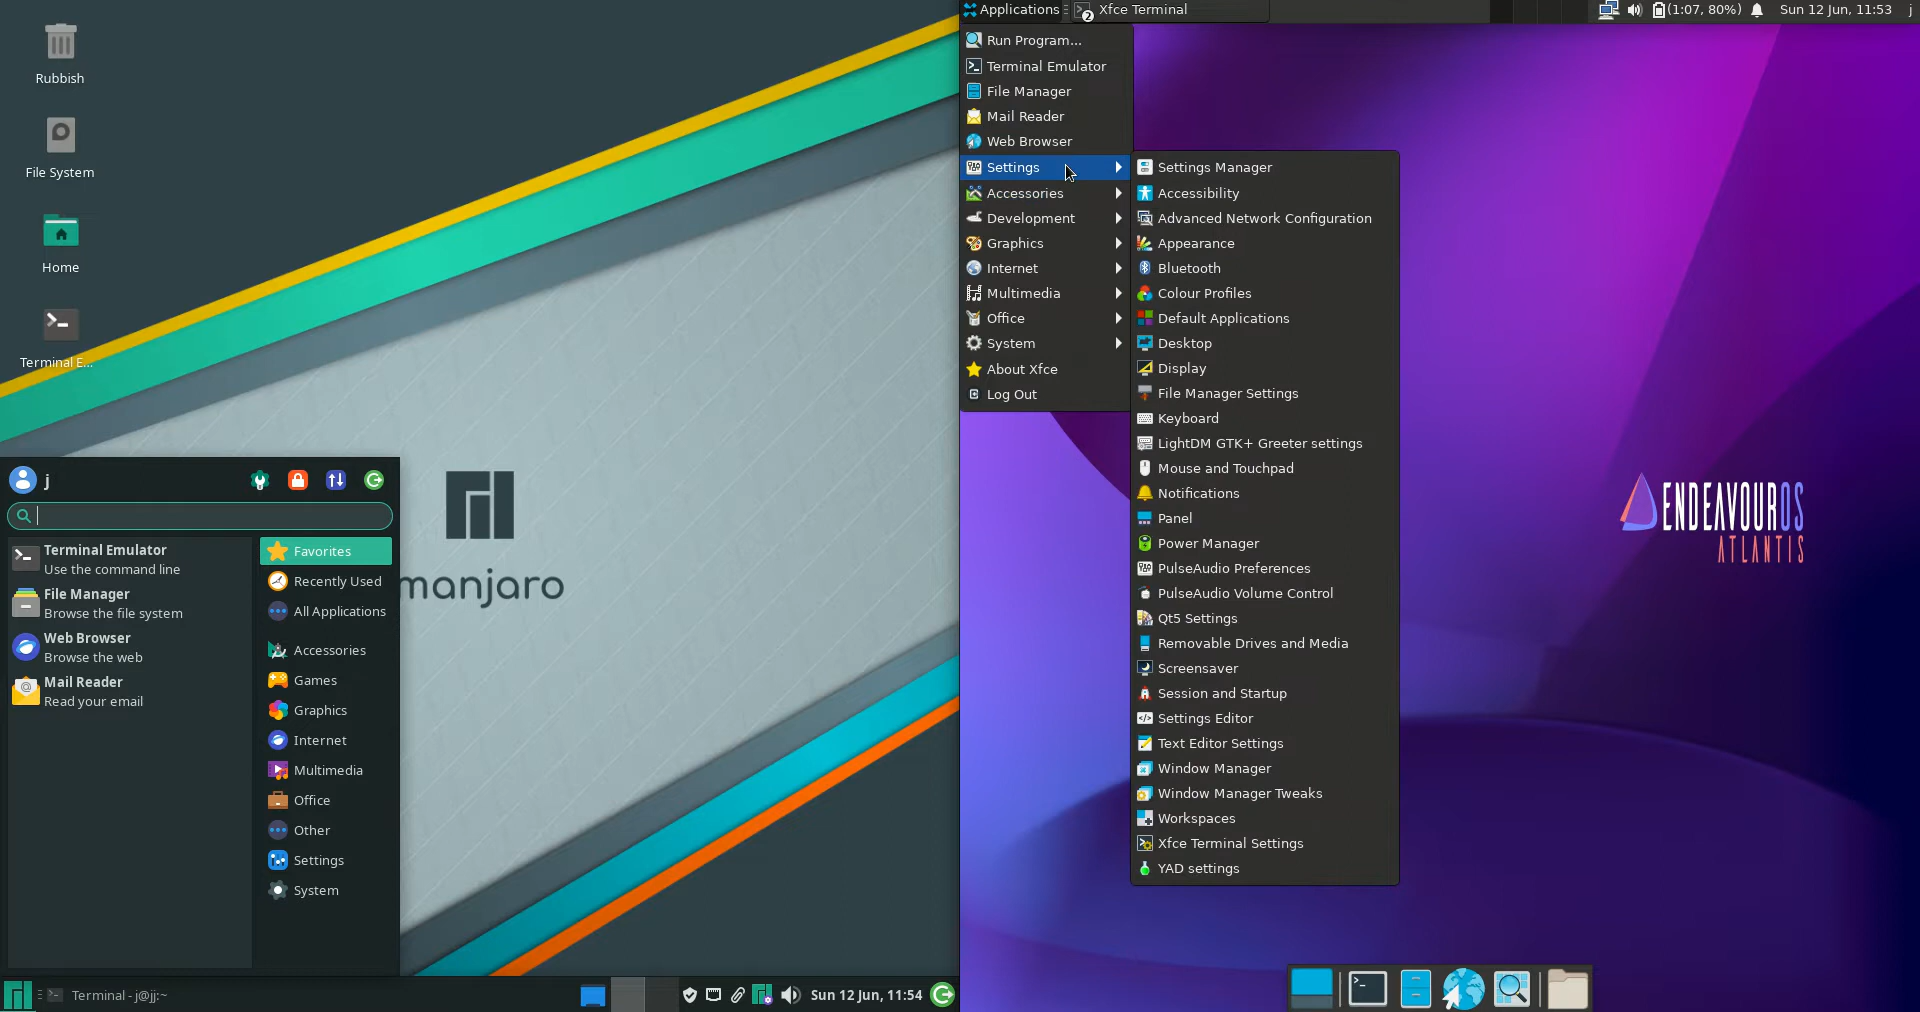 Rubbish
File System
Home
Terminal E...
j
Terminal Emulator
Use the command line
File Manager
Browse the file system
Web Browser
Browse the web
Mail Reader
Read your email
Favorites
Recently Used
All Applications
Accessories
Games
Graphics
Internet
Multimedia
Office
Other
Settings
System
manjaro
Terminal - j@jj:~
Sun 12 Jun, 11:54
Applications
2
Xfce Terminal
(1:07, 80%)
Sun 12 Jun, 11:53
j
Run Program...
Terminal Emulator
File Manager
Mail Reader
Web Browser
Settings
Accessories
Development
Graphics
Internet
Multimedia
Office
System
About Xfce
Log Out
Settings Manager
Accessibility
Advanced Network Configuration
Appearance
Bluetooth
Colour Profiles
Default Applications
Desktop
Display
File Manager Settings
Keyboard
LightDM GTK+ Greeter settings
Mouse and Touchpad
Notifications
Panel
Power Manager
PulseAudio Preferences
PulseAudio Volume Control
Qt5 Settings
Removable Drives and Media
Screensaver
Session and Startup
Settings Editor
Text Editor Settings
Window Manager
Window Manager Tweaks
Workspaces
Xfce Terminal Settings
YAD settings
ENDEAVOUROS
ATLANTIS